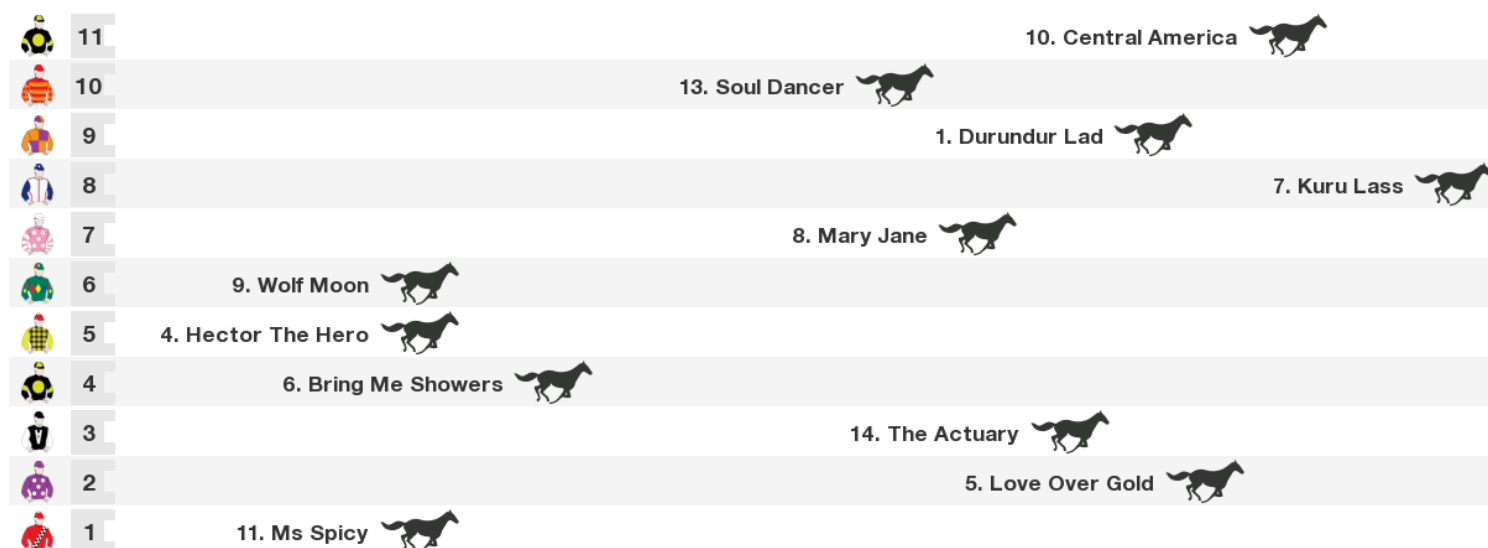 11 10. Central America
10 13. Soul Dancer
9 1. Durundur Lad
8 7. Kuru Lass
7 8. Mary Jane
6 9. Wolf Moon
5 4. Hector The Hero
4 6. Bring Me Showers
3 14. The Actuary
2 5. Love Over Gold
1 11. Ms Spicy